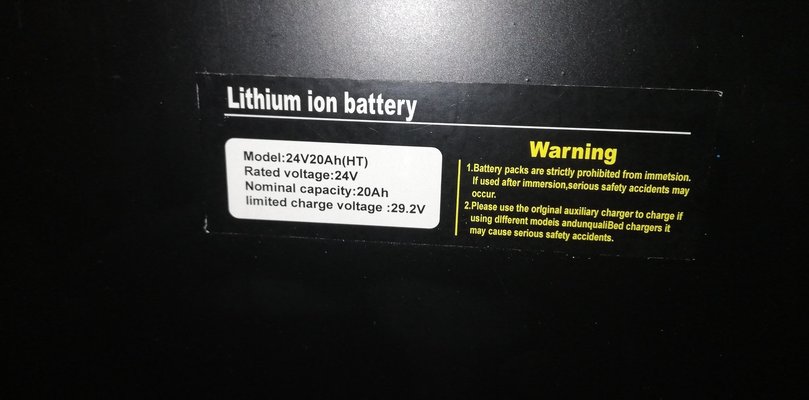 Lithium ion battery
Model:24V20Ah(HT)
Rated voltage:24V
Nominal capacity:20Ah
limited charge voltage :29.2V
Warning
1.Battery packs are strictly prohibited from immetsion.
If used after immersion,serious safety accidents may
occur.
2.Please use the orlginal auxiliary charger to charge if
using dlfferent modeis andunqualiBed chargers it
may cause serious safety accidents.